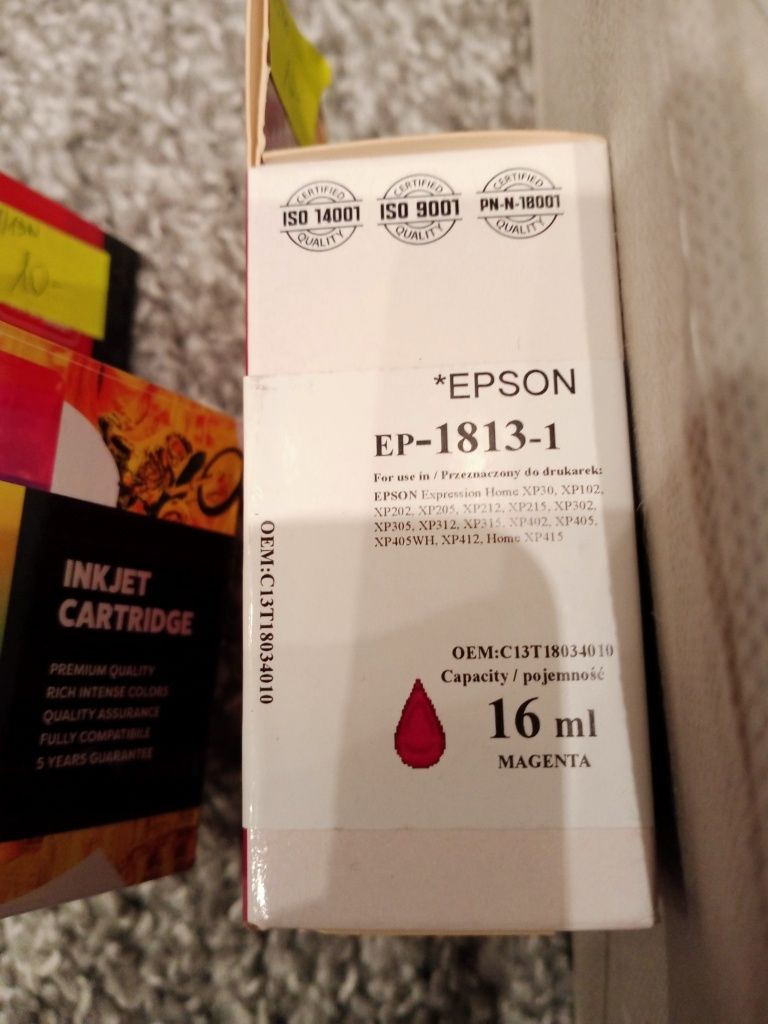 CERTIFIED
ISO 14001
QUALITY
CERTIFIED
ISO 9001
QUALITY
CERTIFIED
PN-N-18001
QUALITY
*EPSON
EP-1813-1
For use in / Przeznaczony do drukarek:
EPSON Expression Home XP30, XP102,
XP202, XP205, XP212, XP215, XP302,
XP305, XP312, XP315, XP402, XP405,
XP405WH, XP412, Home XP415
OEM:C13T18034010
OEM:C13T18034010
Capacity / pojemność
16 ml
MAGENTA
10-
INKJET
CARTRIDGE
PREMIUM QUALITY
RICH INTENSE COLORS
QUALITY ASSURANCE
FULLY COMPATIBILE
5 YEARS GUARANTEE